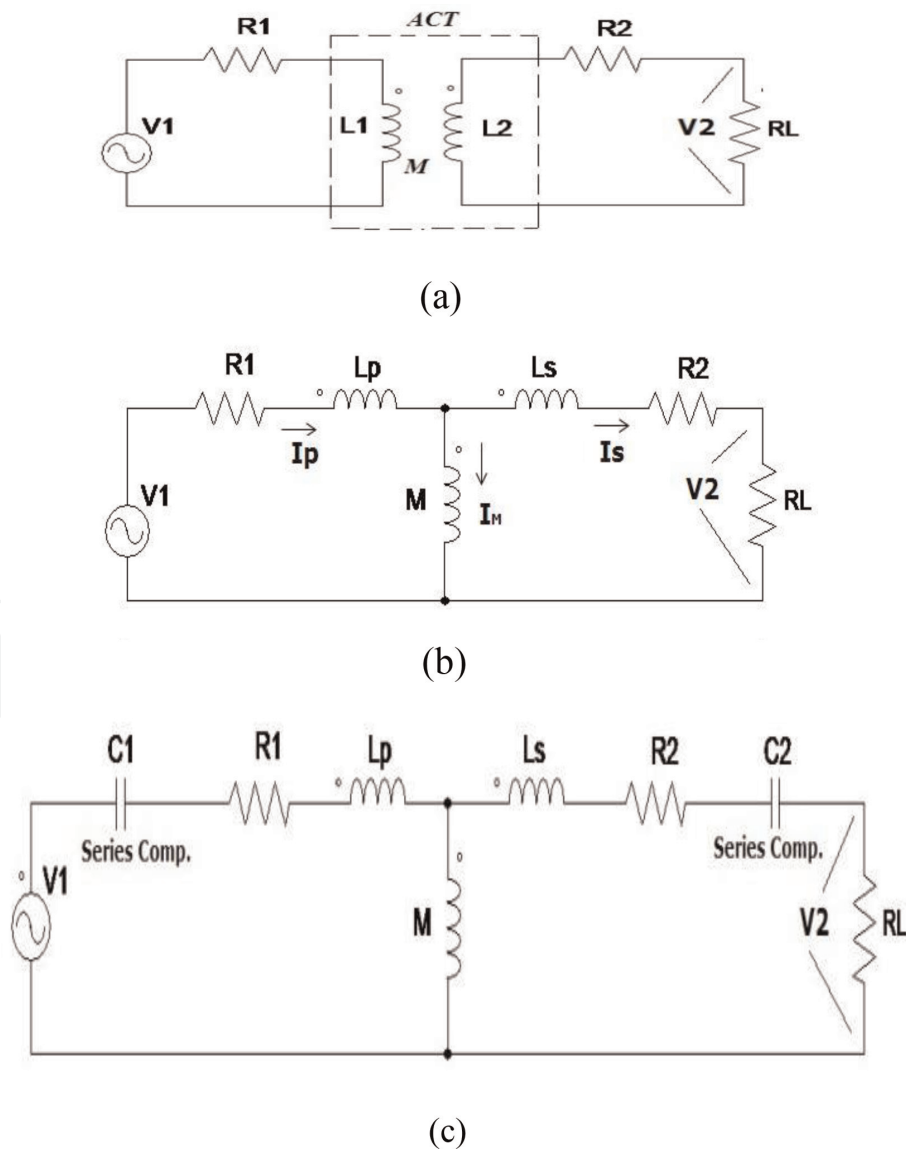 ACT
R1
R2
V1
L1
L2
M
V2
RL
(a)
R1
Lp
Ls
R2
Ip
Is
V1
M
IM
V2
RL
(b)
C1
R1
Lp
Ls
R2
C2
Series Comp.
Series Comp.
V1
M
V2
RL
(c)